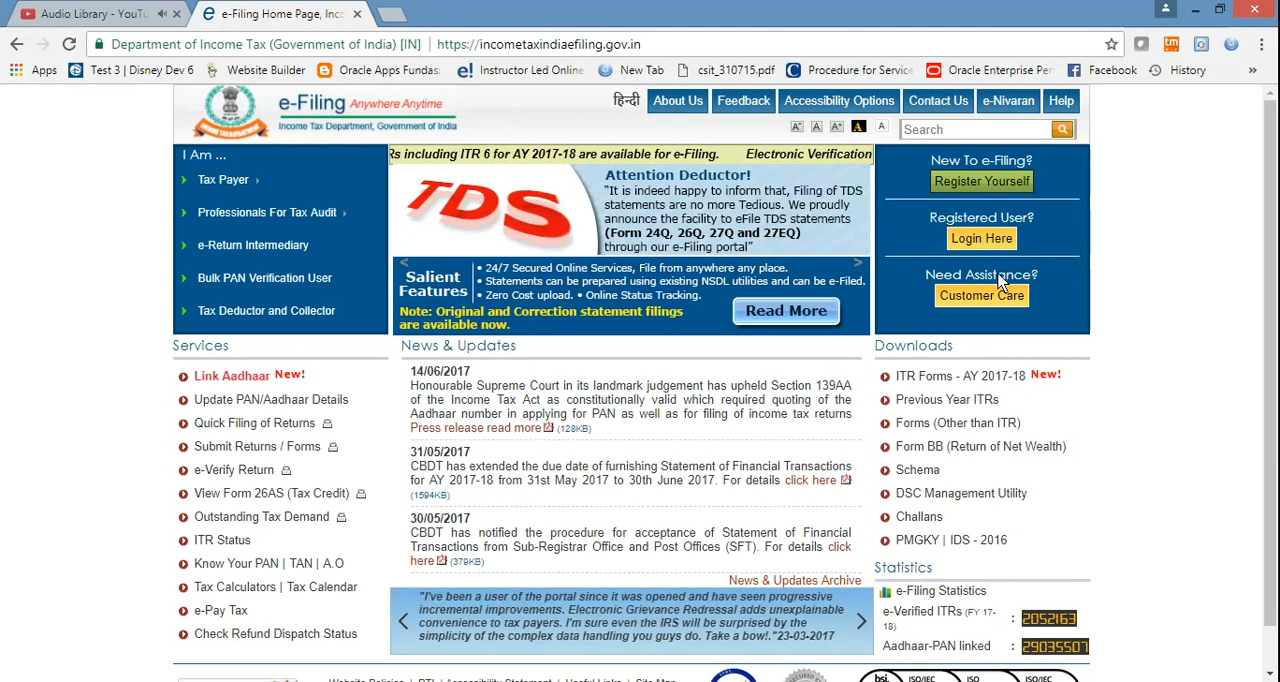 Audio Library - YouTu
e-Filing Home Page, Inc
Department of Income Tax (Government of India) [IN] https://incometaxindiaefiling.gov.in
Apps Test 3 | Disney Dev 6 Website Builder Oracle Apps Fundas: Instructor Led Online New Tab csit_310715.pdf Procedure for Service Oracle Enterprise Per Facebook History »
e-Filing Anywhere Anytime
Income Tax Department, Government of India
हिन्दी About Us Feedback Accessibility Options Contact Us e-Nivaran Help
A- A A+ A A Search
I Am ...
Tax Payer
Professionals For Tax Audit
e-Return Intermediary
Bulk PAN Verification User
Tax Deductor and Collector
Rs including ITR 6 for AY 2017-18 are available for e-Filing. Electronic Verification
TDS
Attention Deductor!
"It is indeed happy to inform that, Filing of TDS
statements are no more Tedious. We proudly
announce the facility to eFile TDS statements
(Form 24Q, 26Q, 27Q and 27EQ)
through our e-Filing portal"
< >
Salient
Features
• 24/7 Secured Online Services, File from anywhere any place.
• Statements can be prepared using existing NSDL utilities and can be e-Filed.
• Zero Cost upload. • Online Status Tracking.
Note: Original and Correction statement filings
are available now.
Read More
New To e-Filing?
Register Yourself
Registered User?
Login Here
Need Assistance?
Customer Care
Services
Link Aadhaar New!
Update PAN/Aadhaar Details
Quick Filing of Returns
Submit Returns / Forms
e-Verify Return
View Form 26AS (Tax Credit)
Outstanding Tax Demand
ITR Status
Know Your PAN | TAN | A.O
Tax Calculators | Tax Calendar
e-Pay Tax
Check Refund Dispatch Status
News & Updates
14/06/2017
Honourable Supreme Court in its landmark judgement has upheld Section 139AA
of the Income Tax Act as constitutionally valid which required quoting of the
Aadhaar number in applying for PAN as well as for filing of income tax returns
Press release read more (128KB)
31/05/2017
CBDT has extended the due date of furnishing Statement of Financial Transactions
for AY 2017-18 from 31st May 2017 to 30th June 2017. For details click here
(1594KB)
30/05/2017
CBDT has notified the procedure for acceptance of Statement of Financial
Transactions from Sub-Registrar Office and Post Offices (SFT). For details click
here (379KB)
News & Updates Archive
"I've been a user of the portal since it was opened and have seen progressive
incremental improvements. Electronic Grievance Redressal adds unexplainable
convenience to tax payers. I'm sure even the IRS will be surprised by the
simplicity of the complex data handling you guys do. Take a bow!."23-03-2017
Downloads
ITR Forms - AY 2017-18 New!
Previous Year ITRs
Forms (Other than ITR)
Form BB (Return of Net Wealth)
Schema
DSC Management Utility
Challans
PMGKY | IDS - 2016
Statistics
e-Filing Statistics
e-Verified ITRs (FY 17-
18) : 2052163
Aadhaar-PAN linked : 29035507
Website Policies | RTI | Accessibility Statement | Useful Links | Site Map
bsi. ISO/IEC ISO ISO/IEC